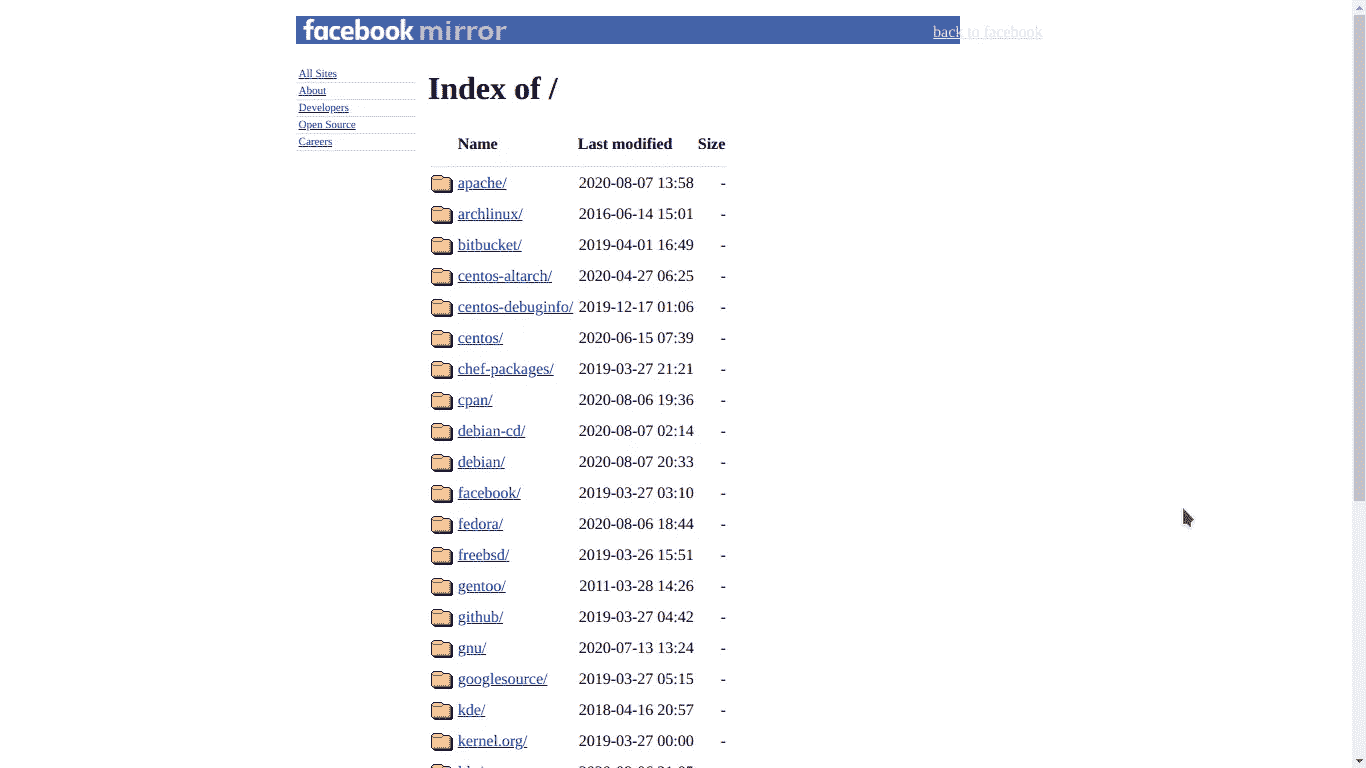 facebook mirror back to facebook
All Sites
About
Developers
Open Source
Careers
Index of /
Name Last modified Size
apache/ 2020-08-07 13:58 -
archlinux/ 2016-06-14 15:01 -
bitbucket/ 2019-04-01 16:49 -
centos-altarch/ 2020-04-27 06:25 -
centos-debuginfo/ 2019-12-17 01:06 -
centos/ 2020-06-15 07:39 -
chef-packages/ 2019-03-27 21:21 -
cpan/ 2020-08-06 19:36 -
debian-cd/ 2020-08-07 02:14 -
debian/ 2020-08-07 20:33 -
facebook/ 2019-03-27 03:10 -
fedora/ 2020-08-06 18:44 -
freebsd/ 2019-03-26 15:51 -
gentoo/ 2011-03-28 14:26 -
github/ 2019-03-27 04:42 -
gnu/ 2020-07-13 13:24 -
googlesource/ 2019-03-27 05:15 -
kde/ 2018-04-16 20:57 -
kernel.org/ 2019-03-27 00:00 -